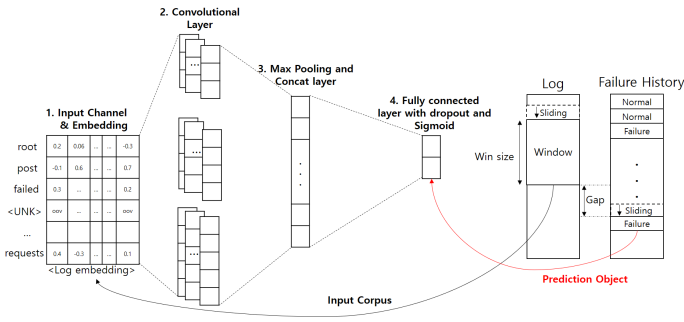 2. Convolutional
Layer
3. Max Pooling and
Concat layer
1. Input Channel
& Embedding
4. Fully connected
layer with dropout and
Sigmoid
Log
Failure History
root 0.2 0.06 ... ... -0.3
post -0.1 0.6 ... ... 0.7
failed 0.3 ... ... 0.2
<UNK> oov ... ... ... oov
...
requests 0.4 -0.3 ... ... 0.1
<Log embedding>
...
...
...
Sliding
Win size
Window
Gap
Normal
Normal
Failure
Sliding
Failure
Prediction Object
Input Corpus